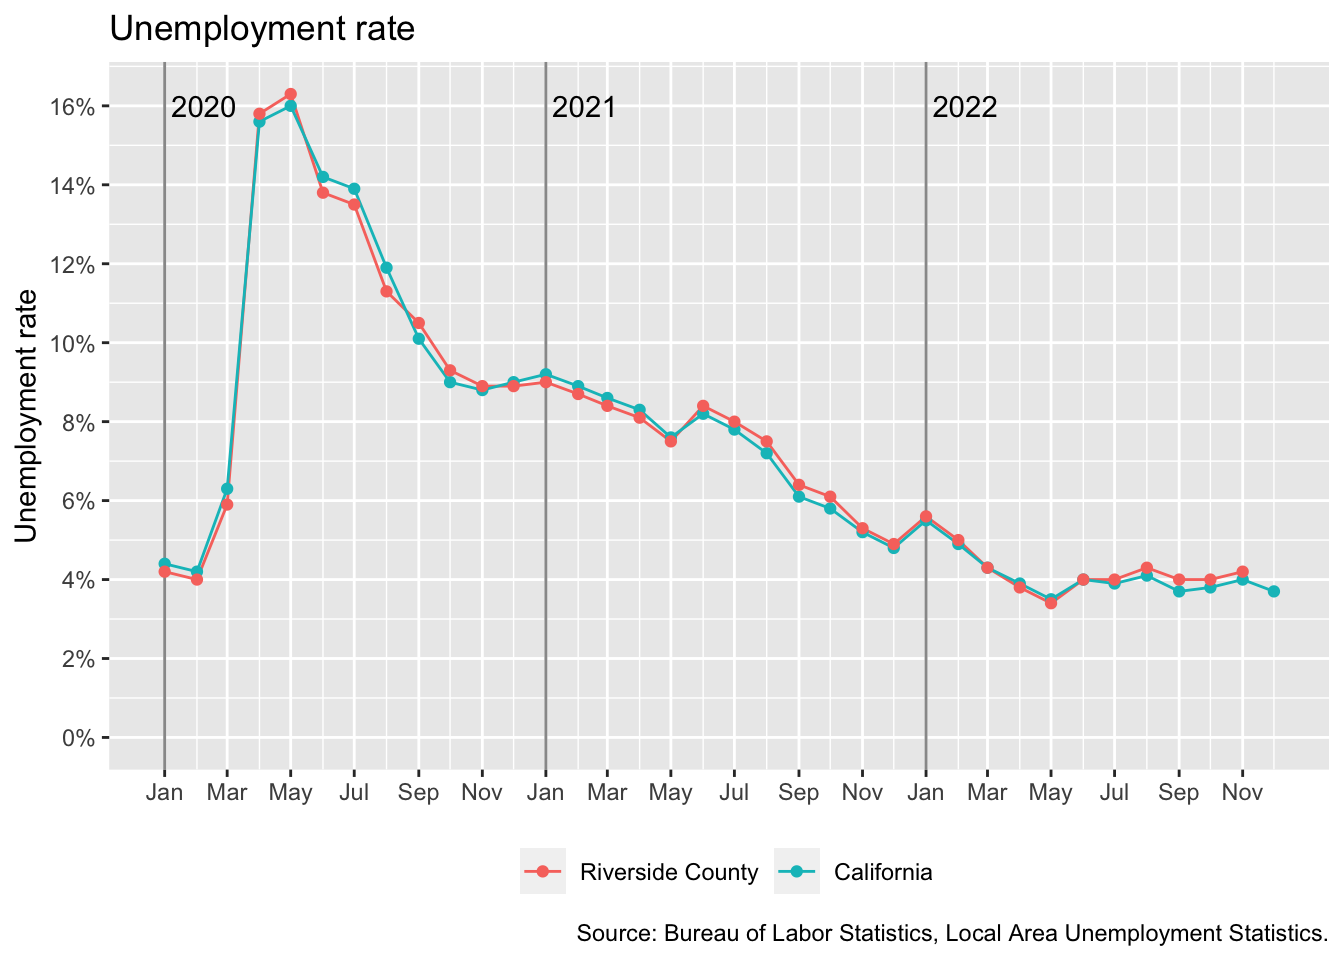 Unemployment rate
2020 2021 2022
16%
14%
12%
10%
8%
6%
4%
2%
0%
Unemployment rate
Jan Mar May Jul Sep Nov Jan Mar May Jul Sep Nov Jan Mar May Jul Sep Nov
Riverside County California
Source: Bureau of Labor Statistics, Local Area Unemployment Statistics.